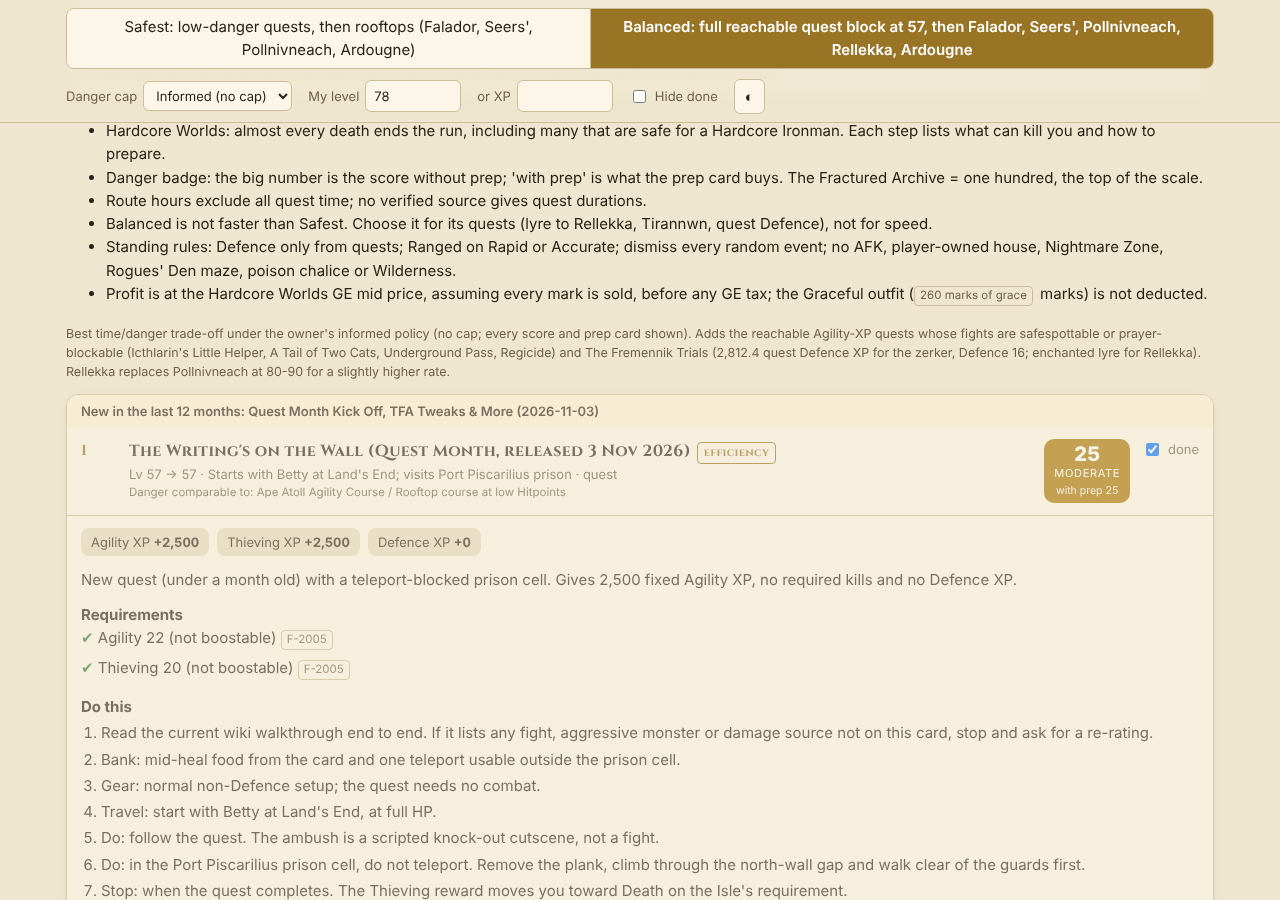 Safest: low-danger quests, then rooftops (Falador, Seers',
Pollnivneach, Ardougne)
Balanced: full reachable quest block at 57, then Falador, Seers', Pollnivneach,
Rellekka, Ardougne
Danger cap Informed (no cap) My level 78 or XP Hide done
Hardcore Worlds: almost every death ends the run, including many that are safe for a Hardcore Ironman. Each step lists what can kill you and how to
prepare.
Danger badge: the big number is the score without prep; 'with prep' is what the prep card buys. The Fractured Archive = one hundred, the top of the scale.
Route hours exclude all quest time; no verified source gives quest durations.
Balanced is not faster than Safest. Choose it for its quests (lyre to Rellekka, Tirannwn, quest Defence), not for speed.
Standing rules: Defence only from quests; Ranged on Rapid or Accurate; dismiss every random event; no AFK, player-owned house, Nightmare Zone,
Rogues' Den maze, poison chalice or Wilderness.
Profit is at the Hardcore Worlds GE mid price, assuming every mark is sold, before any GE tax; the Graceful outfit (260 marks of grace marks) is not deducted.
Best time/danger trade-off under the owner's informed policy (no cap; every score and prep card shown). Adds the reachable Agility-XP quests whose fights are safespottable or prayer-
blockable (Icthlarin's Little Helper, A Tail of Two Cats, Underground Pass, Regicide) and The Fremennik Trials (2,812.4 quest Defence XP for the zerker, Defence 16; enchanted lyre for Rellekka).
Rellekka replaces Pollnivneach at 80-90 for a slightly higher rate.
New in the last 12 months: Quest Month Kick Off, TFA Tweaks & More (2026-11-03)
1 The Writing's on the Wall (Quest Month, released 3 Nov 2026) EFFICIENCY
Lv 57 → 57 · Starts with Betty at Land's End; visits Port Piscarilius prison · quest
Danger comparable to: Ape Atoll Agility Course / Rooftop course at low Hitpoints
25
MODERATE
with prep 25
done
Agility XP +2,500 Thieving XP +2,500 Defence XP +0
New quest (under a month old) with a teleport-blocked prison cell. Gives 2,500 fixed Agility XP, no required kills and no Defence XP.
Requirements
✔ Agility 22 (not boostable) F-2005
✔ Thieving 20 (not boostable) F-2005
Do this
1. Read the current wiki walkthrough end to end. If it lists any fight, aggressive monster or damage source not on this card, stop and ask for a re-rating.
2. Bank: mid-heal food from the card and one teleport usable outside the prison cell.
3. Gear: normal non-Defence setup; the quest needs no combat.
4. Travel: start with Betty at Land's End, at full HP.
5. Do: follow the quest. The ambush is a scripted knock-out cutscene, not a fight.
6. Do: in the Port Piscarilius prison cell, do not teleport. Remove the plank, climb through the north-wall gap and walk clear of the guards first.
7. Stop: when the quest completes. The Thieving reward moves you toward Death on the Isle's requirement.